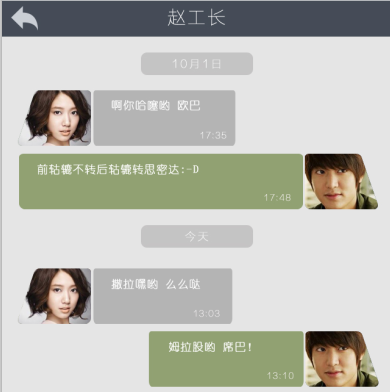 赵工长
10月1日
啊你哈噻哟 欧巴
17:35
前轱辘不转后轱辘转思密达:-D
17:48
今天
撒拉嘿哟 么么哒
13:03
姆拉股哟 席巴!
13:10